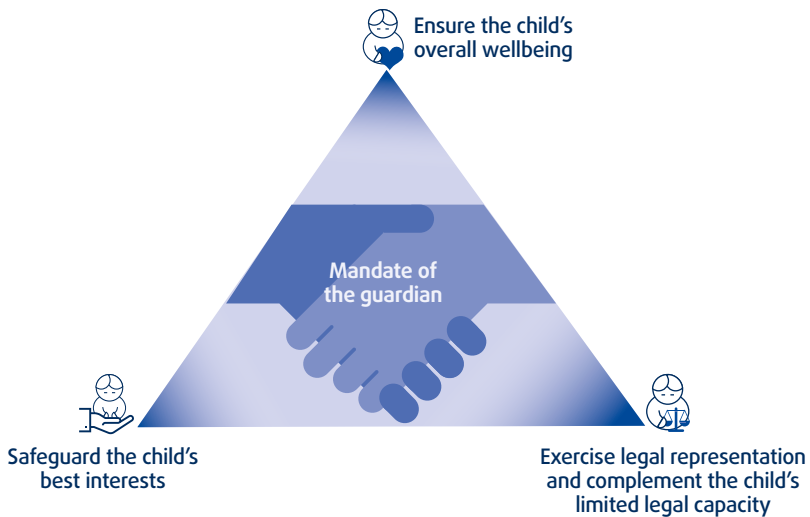 Ensure the child's
overall wellbeing
Mandate of
the guardian
Safeguard the child's
best interests
Exercise legal representation
and complement the child's
limited legal capacity